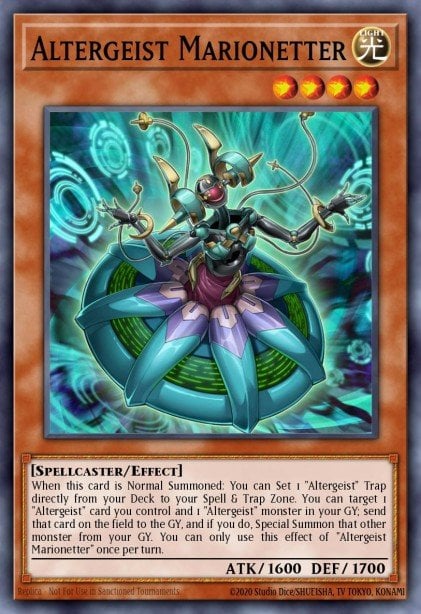 ALTERGEIST MARIONETTER
LIGHT
光
[SPELLCASTER/EFFECT]
When this card is Normal Summoned: You can Set 1 "Altergeist" Trap
directly from your Deck to your Spell & Trap Zone. You can target 1
"Altergeist" card you control and 1 "Altergeist" monster in your GY; send
that card on the field to the GY, and if you do, Special Summon that other
monster from your GY. You can only use this effect of "Altergeist
Marionetter" once per turn.
ATK/1600 DEF/1700
Replica - Not For Use in Sanctioned Tournaments
©2020 Studio Dice/SHUEISHA, TV TOKYO, KONAMI